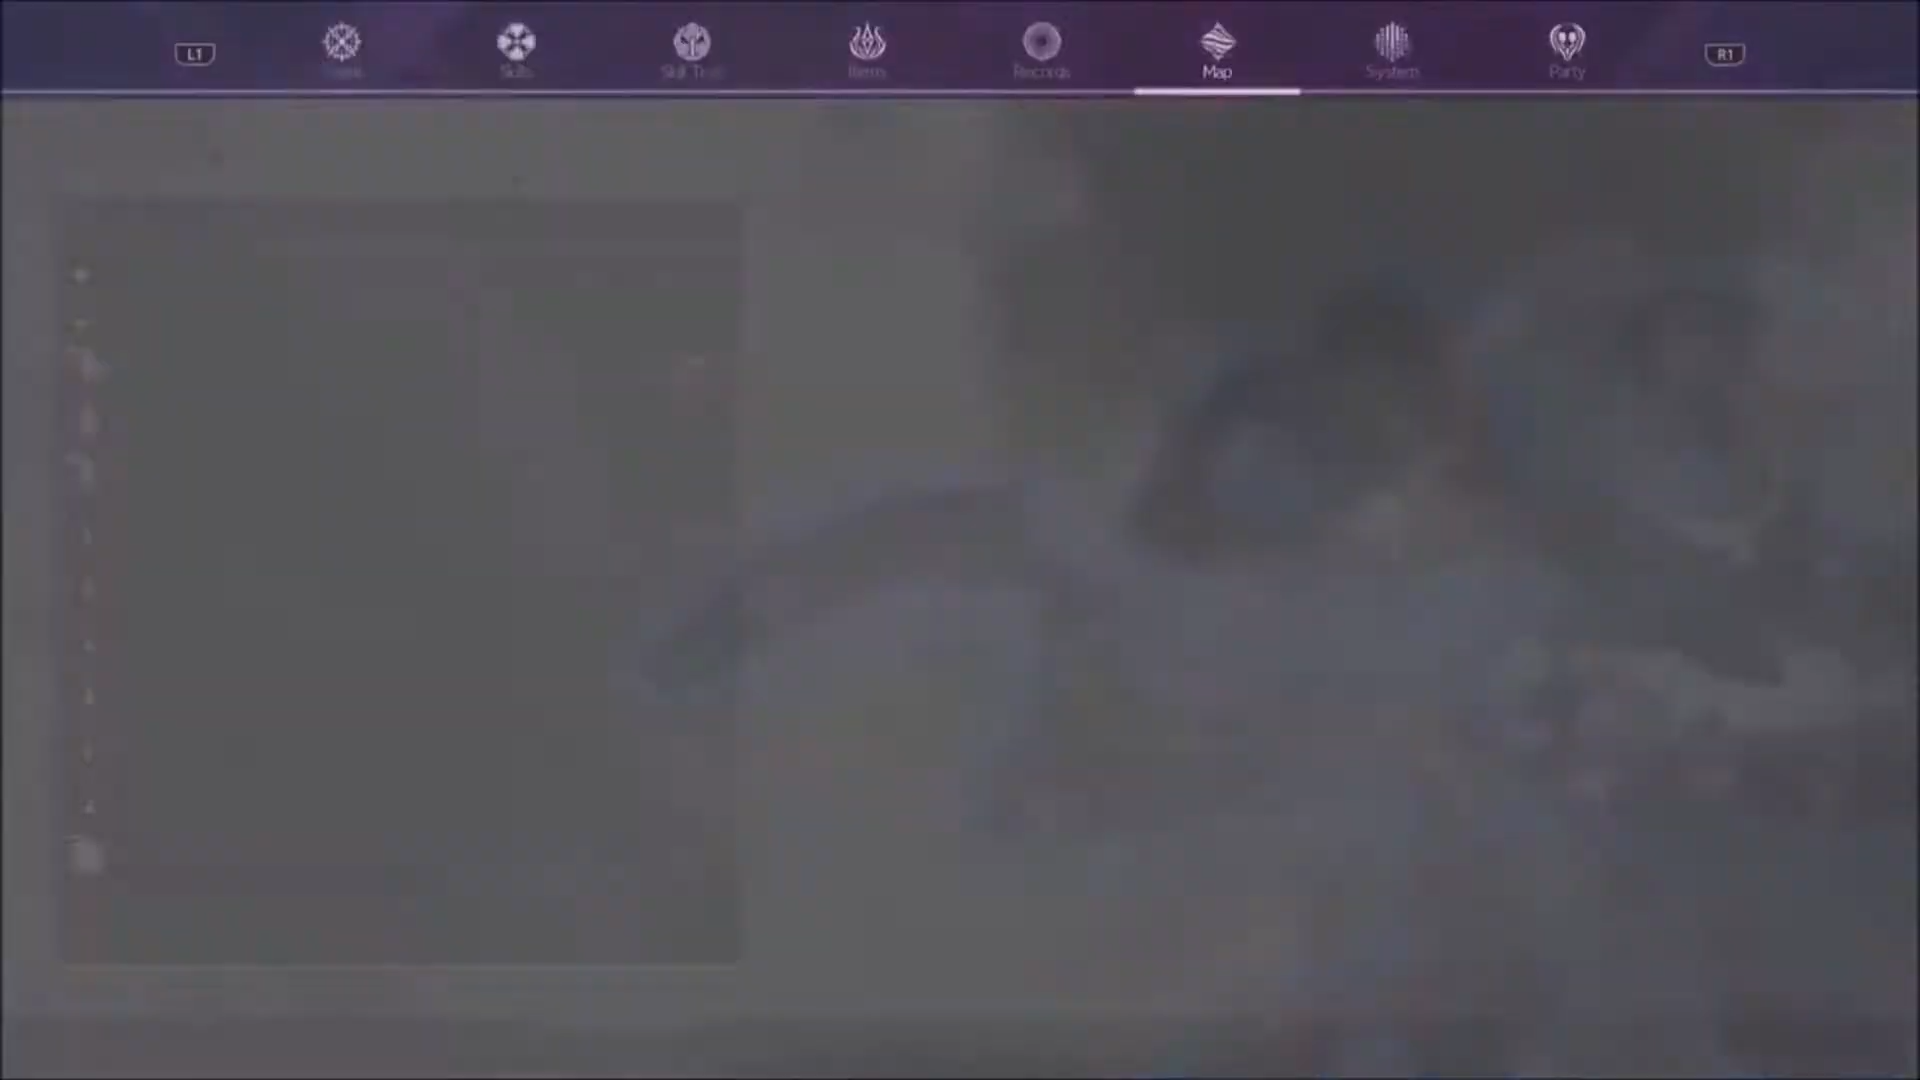 L1
Skills
Skill Tree
Items
Records
Map
System
Party
R1